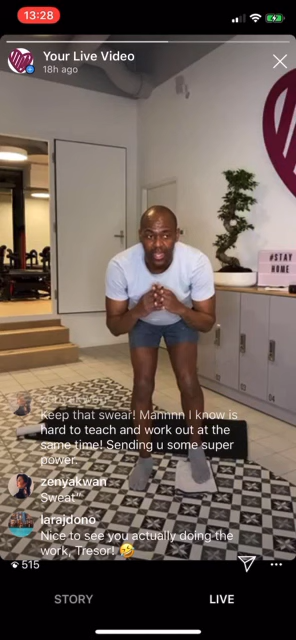 13:28
Your Live Video
18h ago
#STAY
HOME
Keep that swear! Mannnn I know is
hard to teach and work out at the
same time! Sending u some super
power.
zenyakwan
Sweat”
larajdono
Nice to see you actually doing the
work, Tresor! 🤣
515
STORY
LIVE